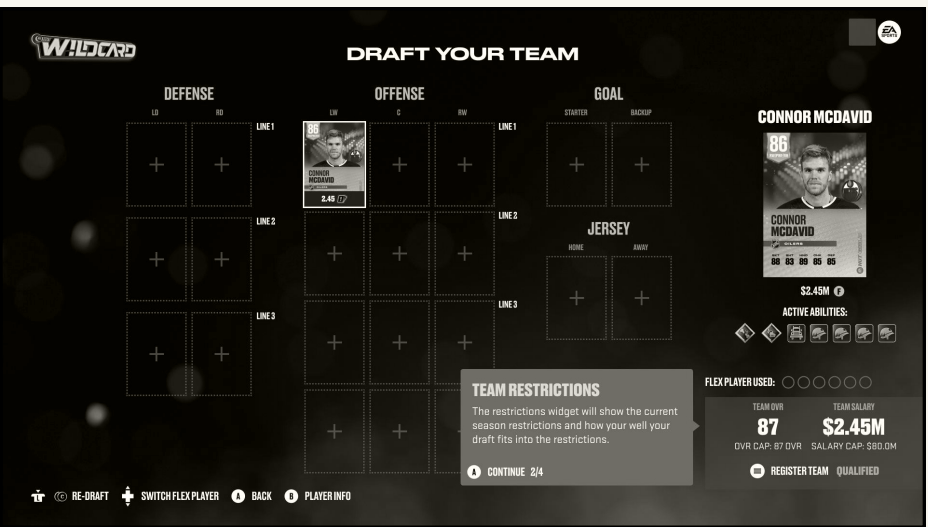 W!LDCARD
EA
SPORTS
DRAFT YOUR TEAM
DEFENSE
OFFENSE
GOAL
LD
RD
LW
C
RW
STARTER
BACKUP
LINE 1
LINE 1
86
CONNOR
MCDAVID
2.45
LINE 2
LINE 2
JERSEY
HOME
AWAY
LINE 3
LINE 3
CONNOR MCDAVID
86
CONNOR
MCDAVID
OILERS
88 83 89 85 85
$2.45M F
ACTIVE ABILITIES:
TEAM RESTRICTIONS
The restrictions widget will show the current
season restrictions and how your well your
draft fits into the restrictions.
A CONTINUE 2/4
FLEX PLAYER USED:
TEAM OVR
TEAM SALARY
87
$2.45M
OVR CAP: 87 OVR
SALARY CAP: $80.0M
REGISTER TEAM QUALIFIED
L C RE-DRAFT SWITCH FLEX PLAYER A BACK B PLAYER INFO